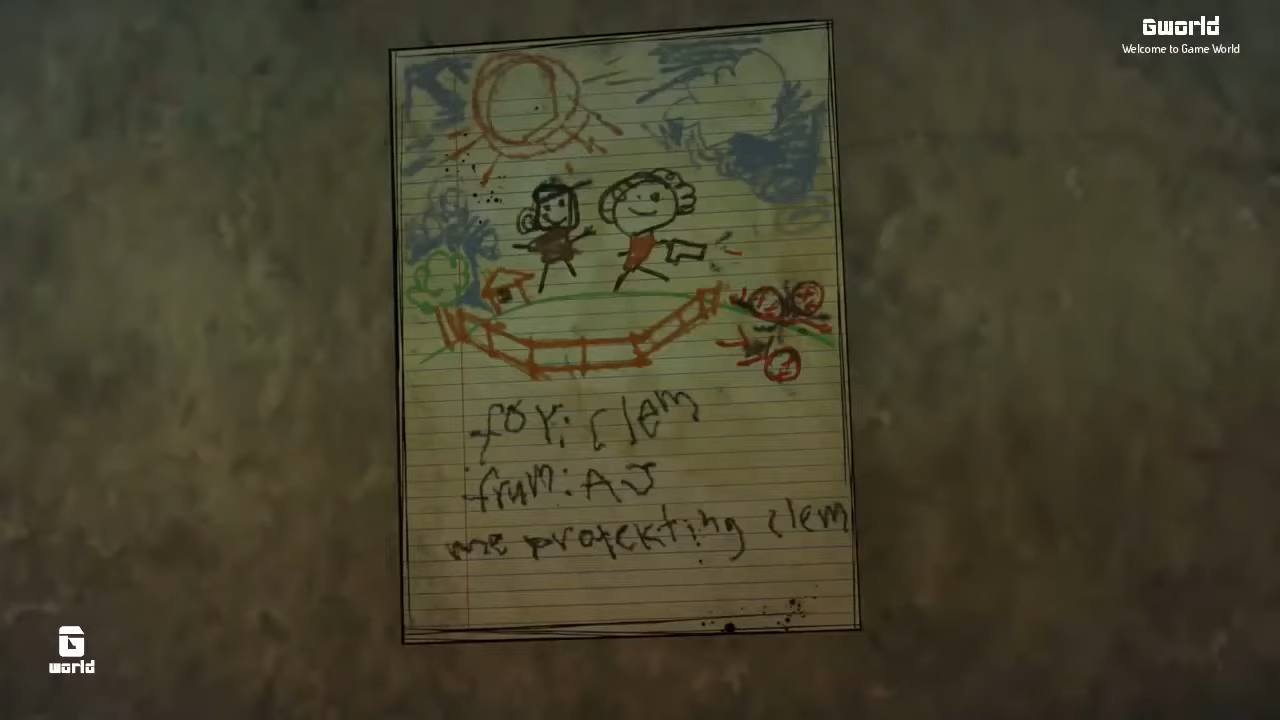 Gworld
Welcome to Game World
for: clem
frum: AJ
me protekting clem
G
world